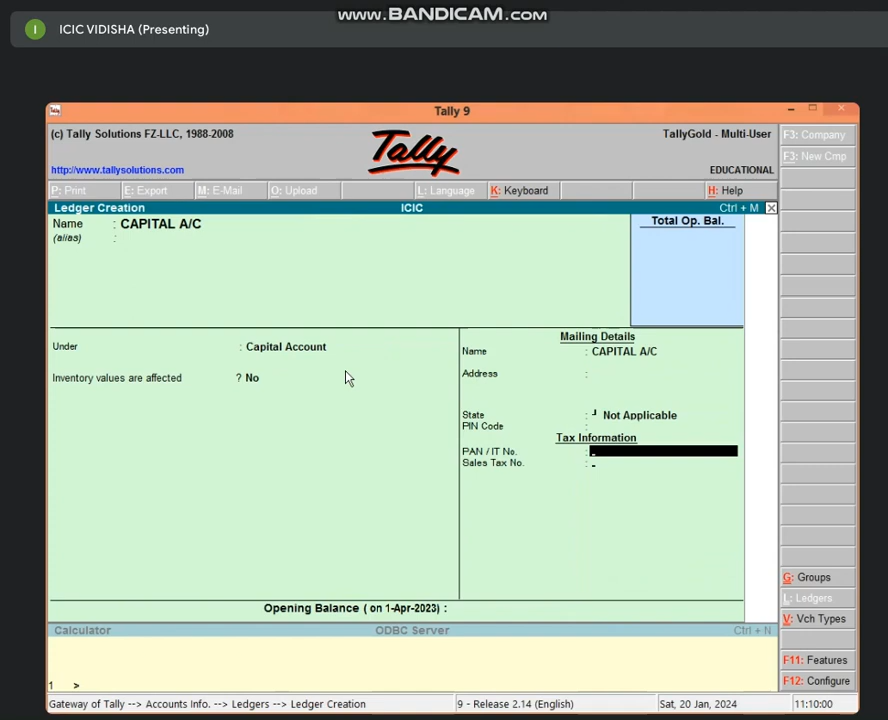 www.BANDICAM.com
I ICIC VIDISHA (Presenting)
Tally 9
(c) Tally Solutions FZ-LLC, 1988-2008
Tally
TallyGold - Multi-User
http://www.tallysolutions.com
EDUCATIONAL
F3: Company
F3: New Cmp
P: Print E: Export M: E-Mail O: Upload L: Language K: Keyboard H: Help
Ledger Creation ICIC Ctrl + M
Name : CAPITAL A/C
(alias) :
Total Op. Bal.
Under : Capital Account
Inventory values are affected ? No
Mailing Details
Name : CAPITAL A/C
Address :
State : ┘ Not Applicable
PIN Code :
Tax Information
PAN / IT No. :
Sales Tax No. :
Opening Balance ( on 1-Apr-2023) :
G: Groups
L: Ledgers
V: Vch Types
F11: Features
F12: Configure
Calculator ODBC Server Ctrl + N
1 >
Gateway of Tally --> Accounts Info. --> Ledgers --> Ledger Creation 9 - Release 2.14 (English) Sat, 20 Jan, 2024 11:10:00